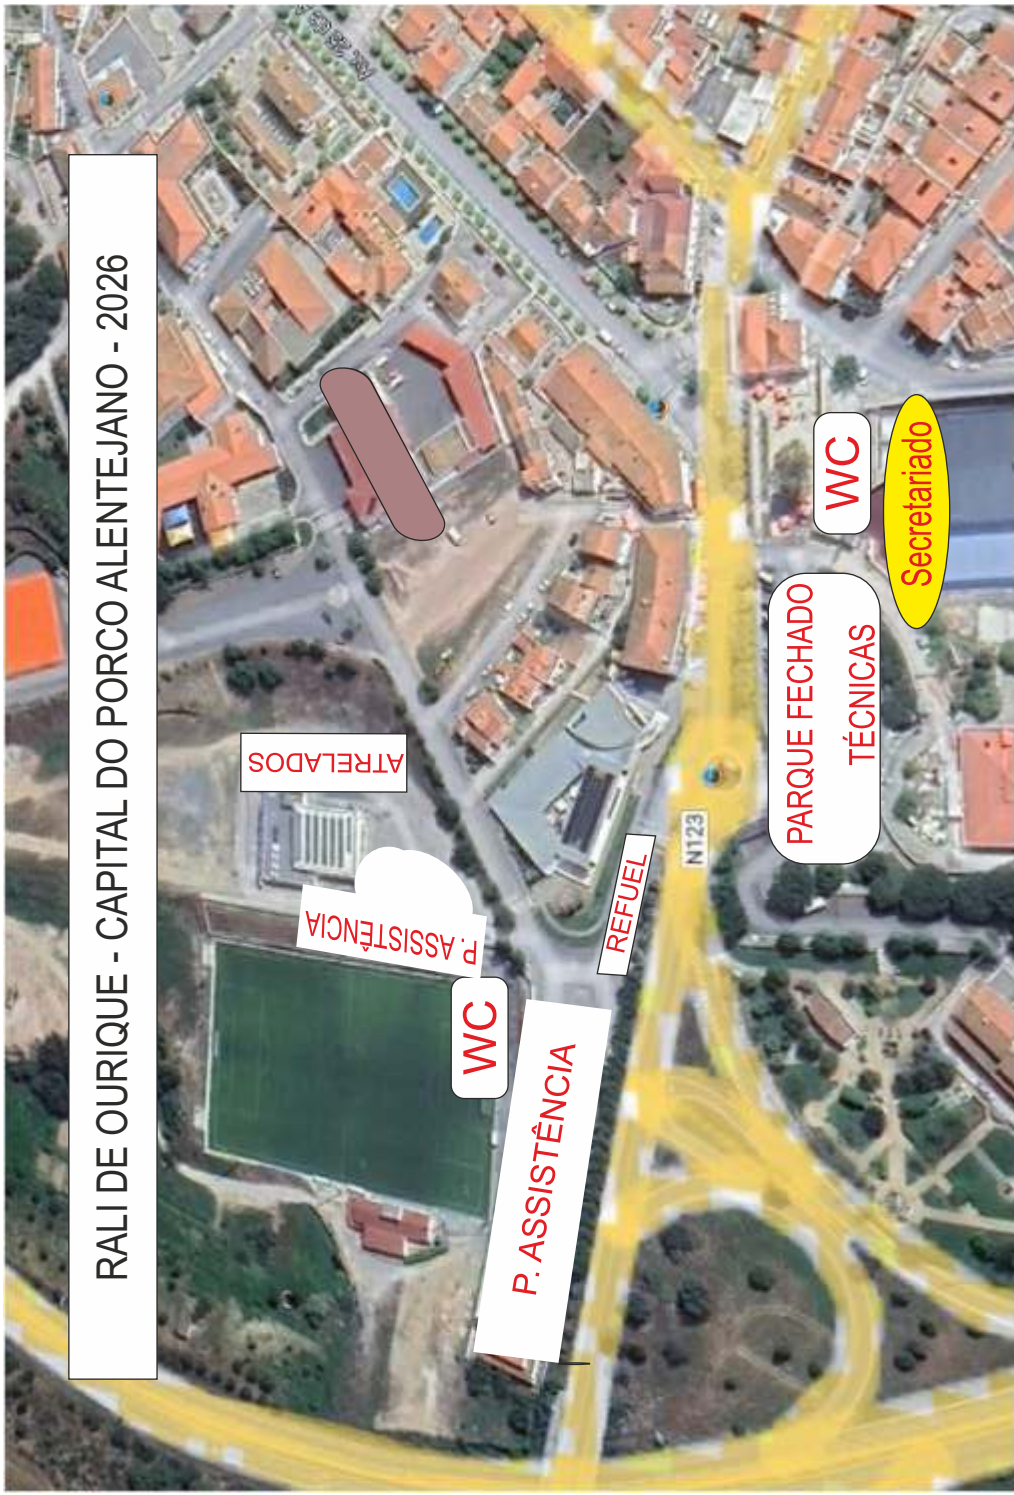 RALI DE OURIQUE - CAPITAL DO PORCO ALENTEJANO - 2026
ATRELADOS
P. ASSISTÊNCIA
WC
P. ASSISTÊNCIA
REFUEL
N123
PARQUE FECHADO
TÉCNICAS
WC
Secretariado